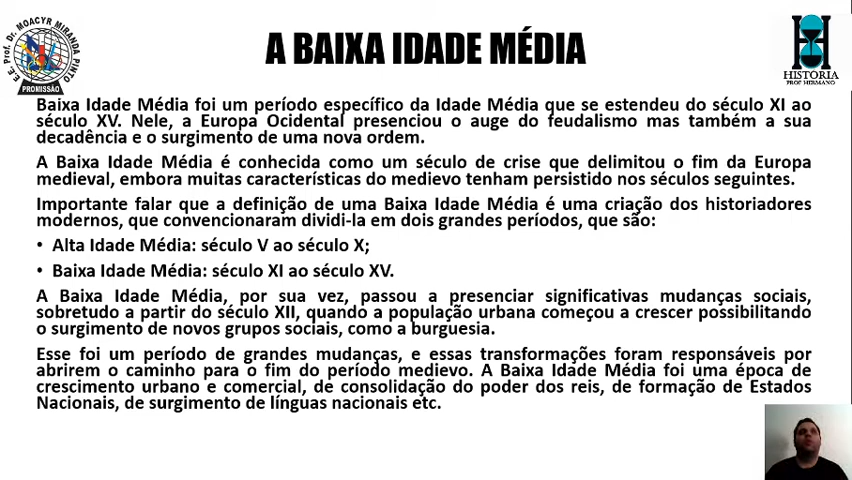 E.E. Prof. Dr. MOACYR MIRANDA PINTO
PROMISSÃO
A BAIXA IDADE MÉDIA
HISTORIA
PROF HERMANO
Baixa Idade Média foi um período específico da Idade Média que se estendeu do século XI ao
século XV. Nele, a Europa Ocidental presenciou o auge do feudalismo mas também a sua
decadência e o surgimento de uma nova ordem.
A Baixa Idade Média é conhecida como um século de crise que delimitou o fim da Europa
medieval, embora muitas características do medievo tenham persistido nos séculos seguintes.
Importante falar que a definição de uma Baixa Idade Média é uma criação dos historiadores
modernos, que convencionaram dividi-la em dois grandes períodos, que são:
• Alta Idade Média: século V ao século X;
• Baixa Idade Média: século XI ao século XV.
A Baixa Idade Média, por sua vez, passou a presenciar significativas mudanças sociais,
sobretudo a partir do século XII, quando a população urbana começou a crescer possibilitando
o surgimento de novos grupos sociais, como a burguesia.
Esse foi um período de grandes mudanças, e essas transformações foram responsáveis por
abrirem o caminho para o fim do período medievo. A Baixa Idade Média foi uma época de
crescimento urbano e comercial, de consolidação do poder dos reis, de formação de Estados
Nacionais, de surgimento de línguas nacionais etc.